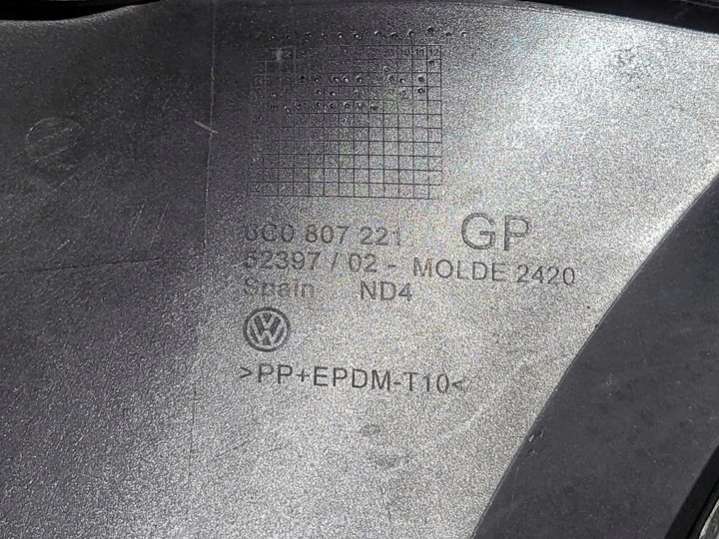 6C0 807 221 GP
52397 / 02 - MOLDE 2420
Spain ND4
>PP+EPDM-T10<